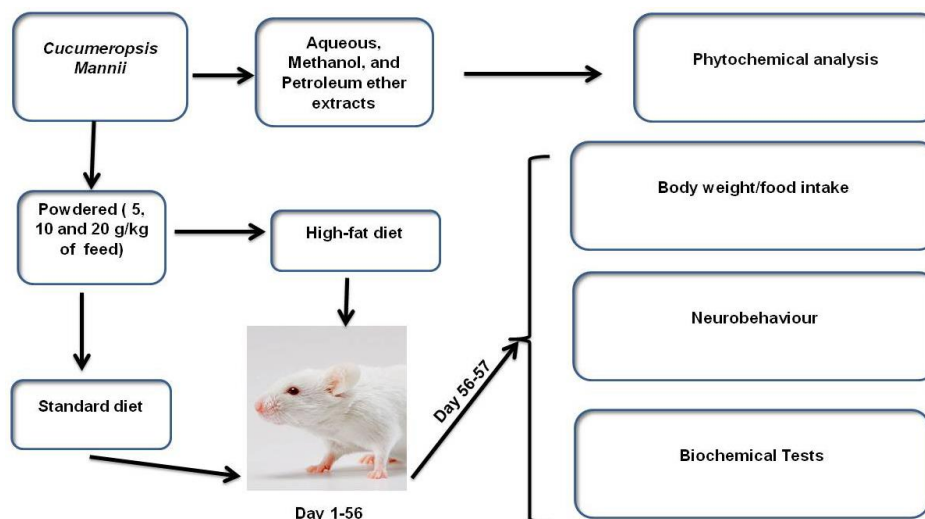 Cucumeropsis
Mannii
Aqueous,
Methanol, and
Petroleum ether
extracts
Phytochemical analysis
Powdered ( 5,
10 and 20 g/kg
of feed)
High-fat diet
Body weight/food intake
Neurobehaviour
Standard diet
Day 56-57
Biochemical Tests
Day 1-56